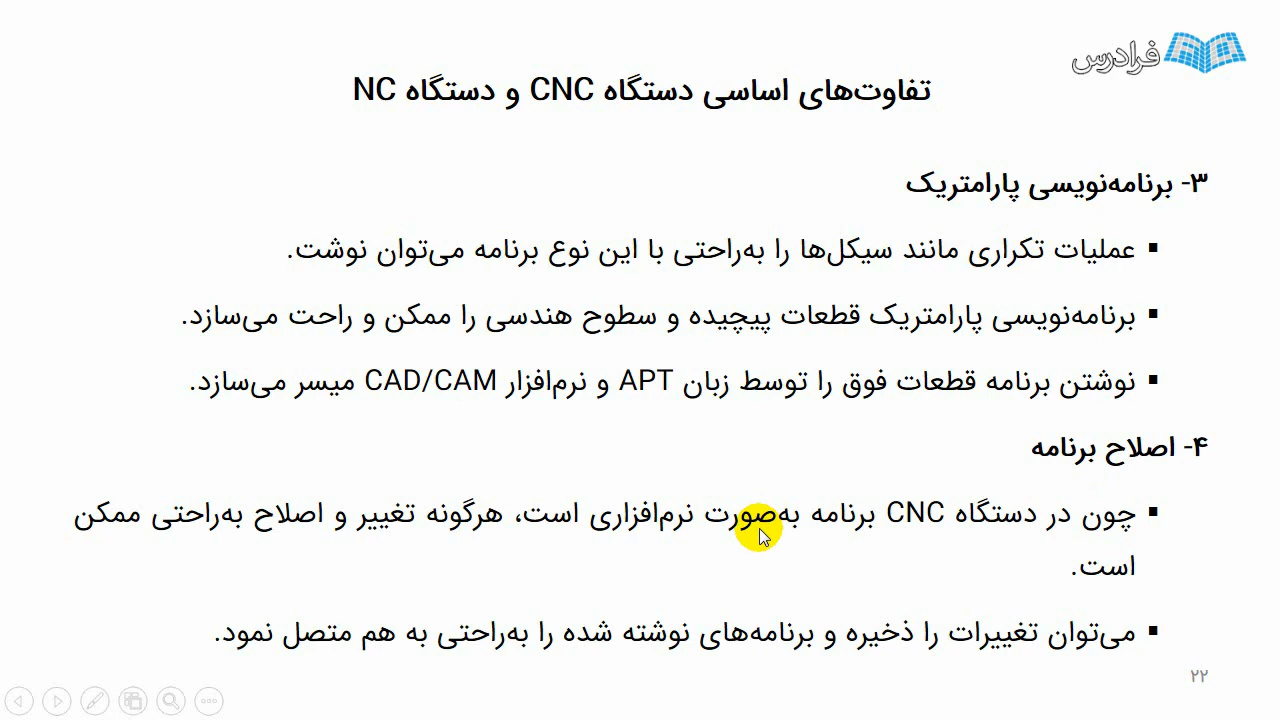 فرادرس
تفاوت‌های اساسی دستگاه CNC و دستگاه NC
۳- برنامه‌نویسی پارامتریک
▪ عملیات تکراری مانند سیکل‌ها را به‌راحتی با این نوع برنامه می‌توان نوشت.
▪ برنامه‌نویسی پارامتریک قطعات پیچیده و سطوح هندسی را ممکن و راحت می‌سازد.
▪ نوشتن برنامه قطعات فوق را توسط زبان APT و نرم‌افزار CAD/CAM میسر می‌سازد.
۴- اصلاح برنامه
▪ چون در دستگاه CNC برنامه به‌صورت نرم‌افزاری است، هرگونه تغییر و اصلاح به‌راحتی ممکن
است.
▪ می‌توان تغییرات را ذخیره و برنامه‌های نوشته شده را به‌راحتی به هم متصل نمود.
۲۲